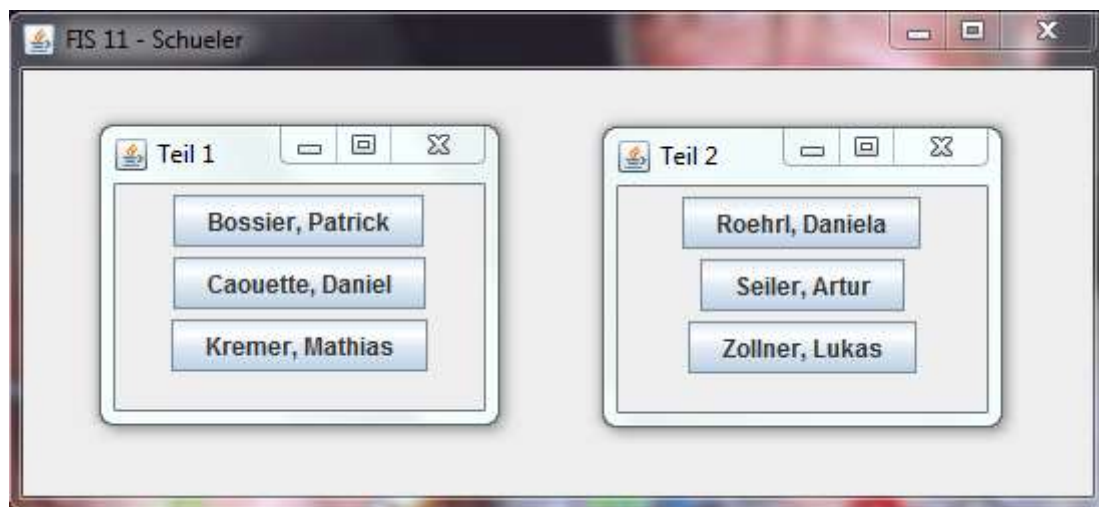 FIS 11 - Schueler
Teil 1
Bossier, Patrick
Caouette, Daniel
Kremer, Mathias
Teil 2
Roehrl, Daniela
Seiler, Artur
Zollner, Lukas